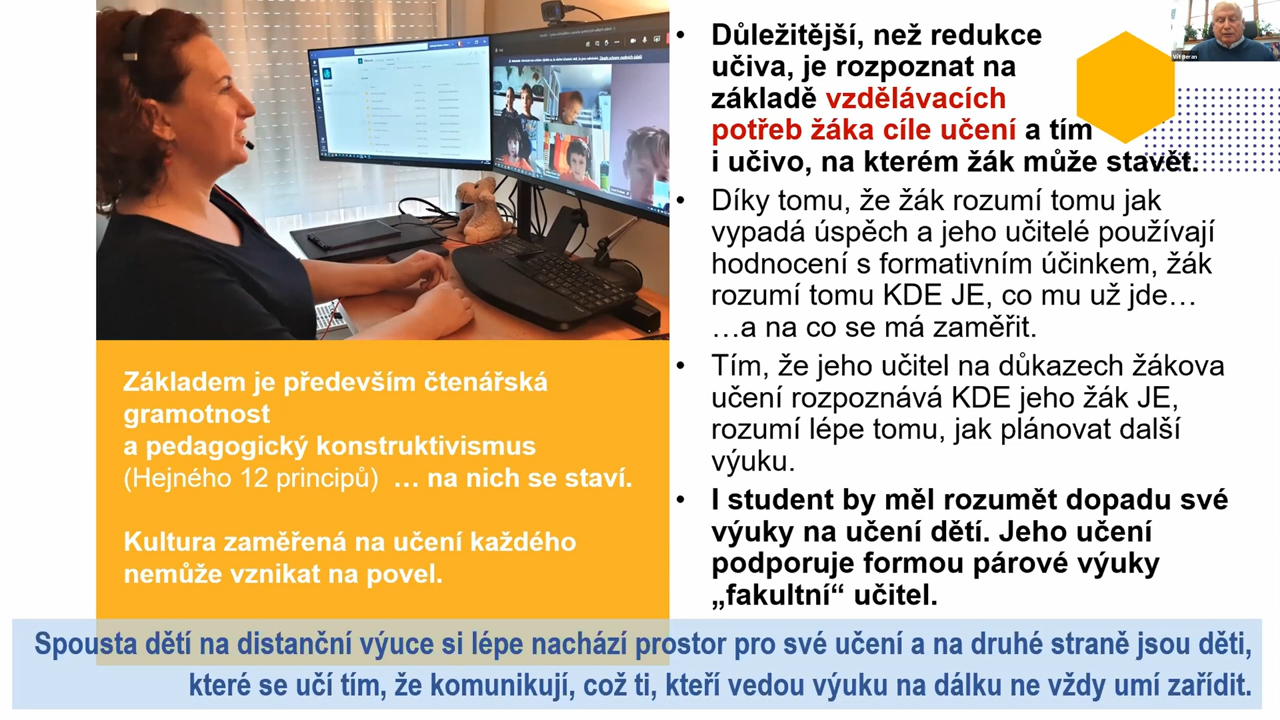 Důležitější, než redukce
učiva, je rozpoznat na
základě vzdělávacích
potřeb žáka cíle učení a tím
i učivo, na kterém žák může stavět.
Díky tomu, že žák rozumí tomu jak
vypadá úspěch a jeho učitelé používají
hodnocení s formativním účinkem, žák
rozumí tomu KDE JE, co mu už jde…
…a na co se má zaměřit.
Tím, že jeho učitel na důkazech žákova
učení rozpoznává KDE jeho žák JE,
rozumí lépe tomu, jak plánovat další
výuku.
I student by měl rozumět dopadu své
výuky na učení dětí. Jeho učení
podporuje formou párové výuky
„fakultní“ učitel.
Základem je především čtenářská
gramotnost
a pedagogický konstruktivismus
(Hejného 12 principů) … na nich se staví.
Kultura zaměřená na učení každého
nemůže vznikat na povel.
Spousta dětí na distanční výuce si lépe nachází prostor pro své učení a na druhé straně jsou děti,
které se učí tím, že komunikují, což ti, kteří vedou výuku na dálku ne vždy umí zařídit.
Vít Beran